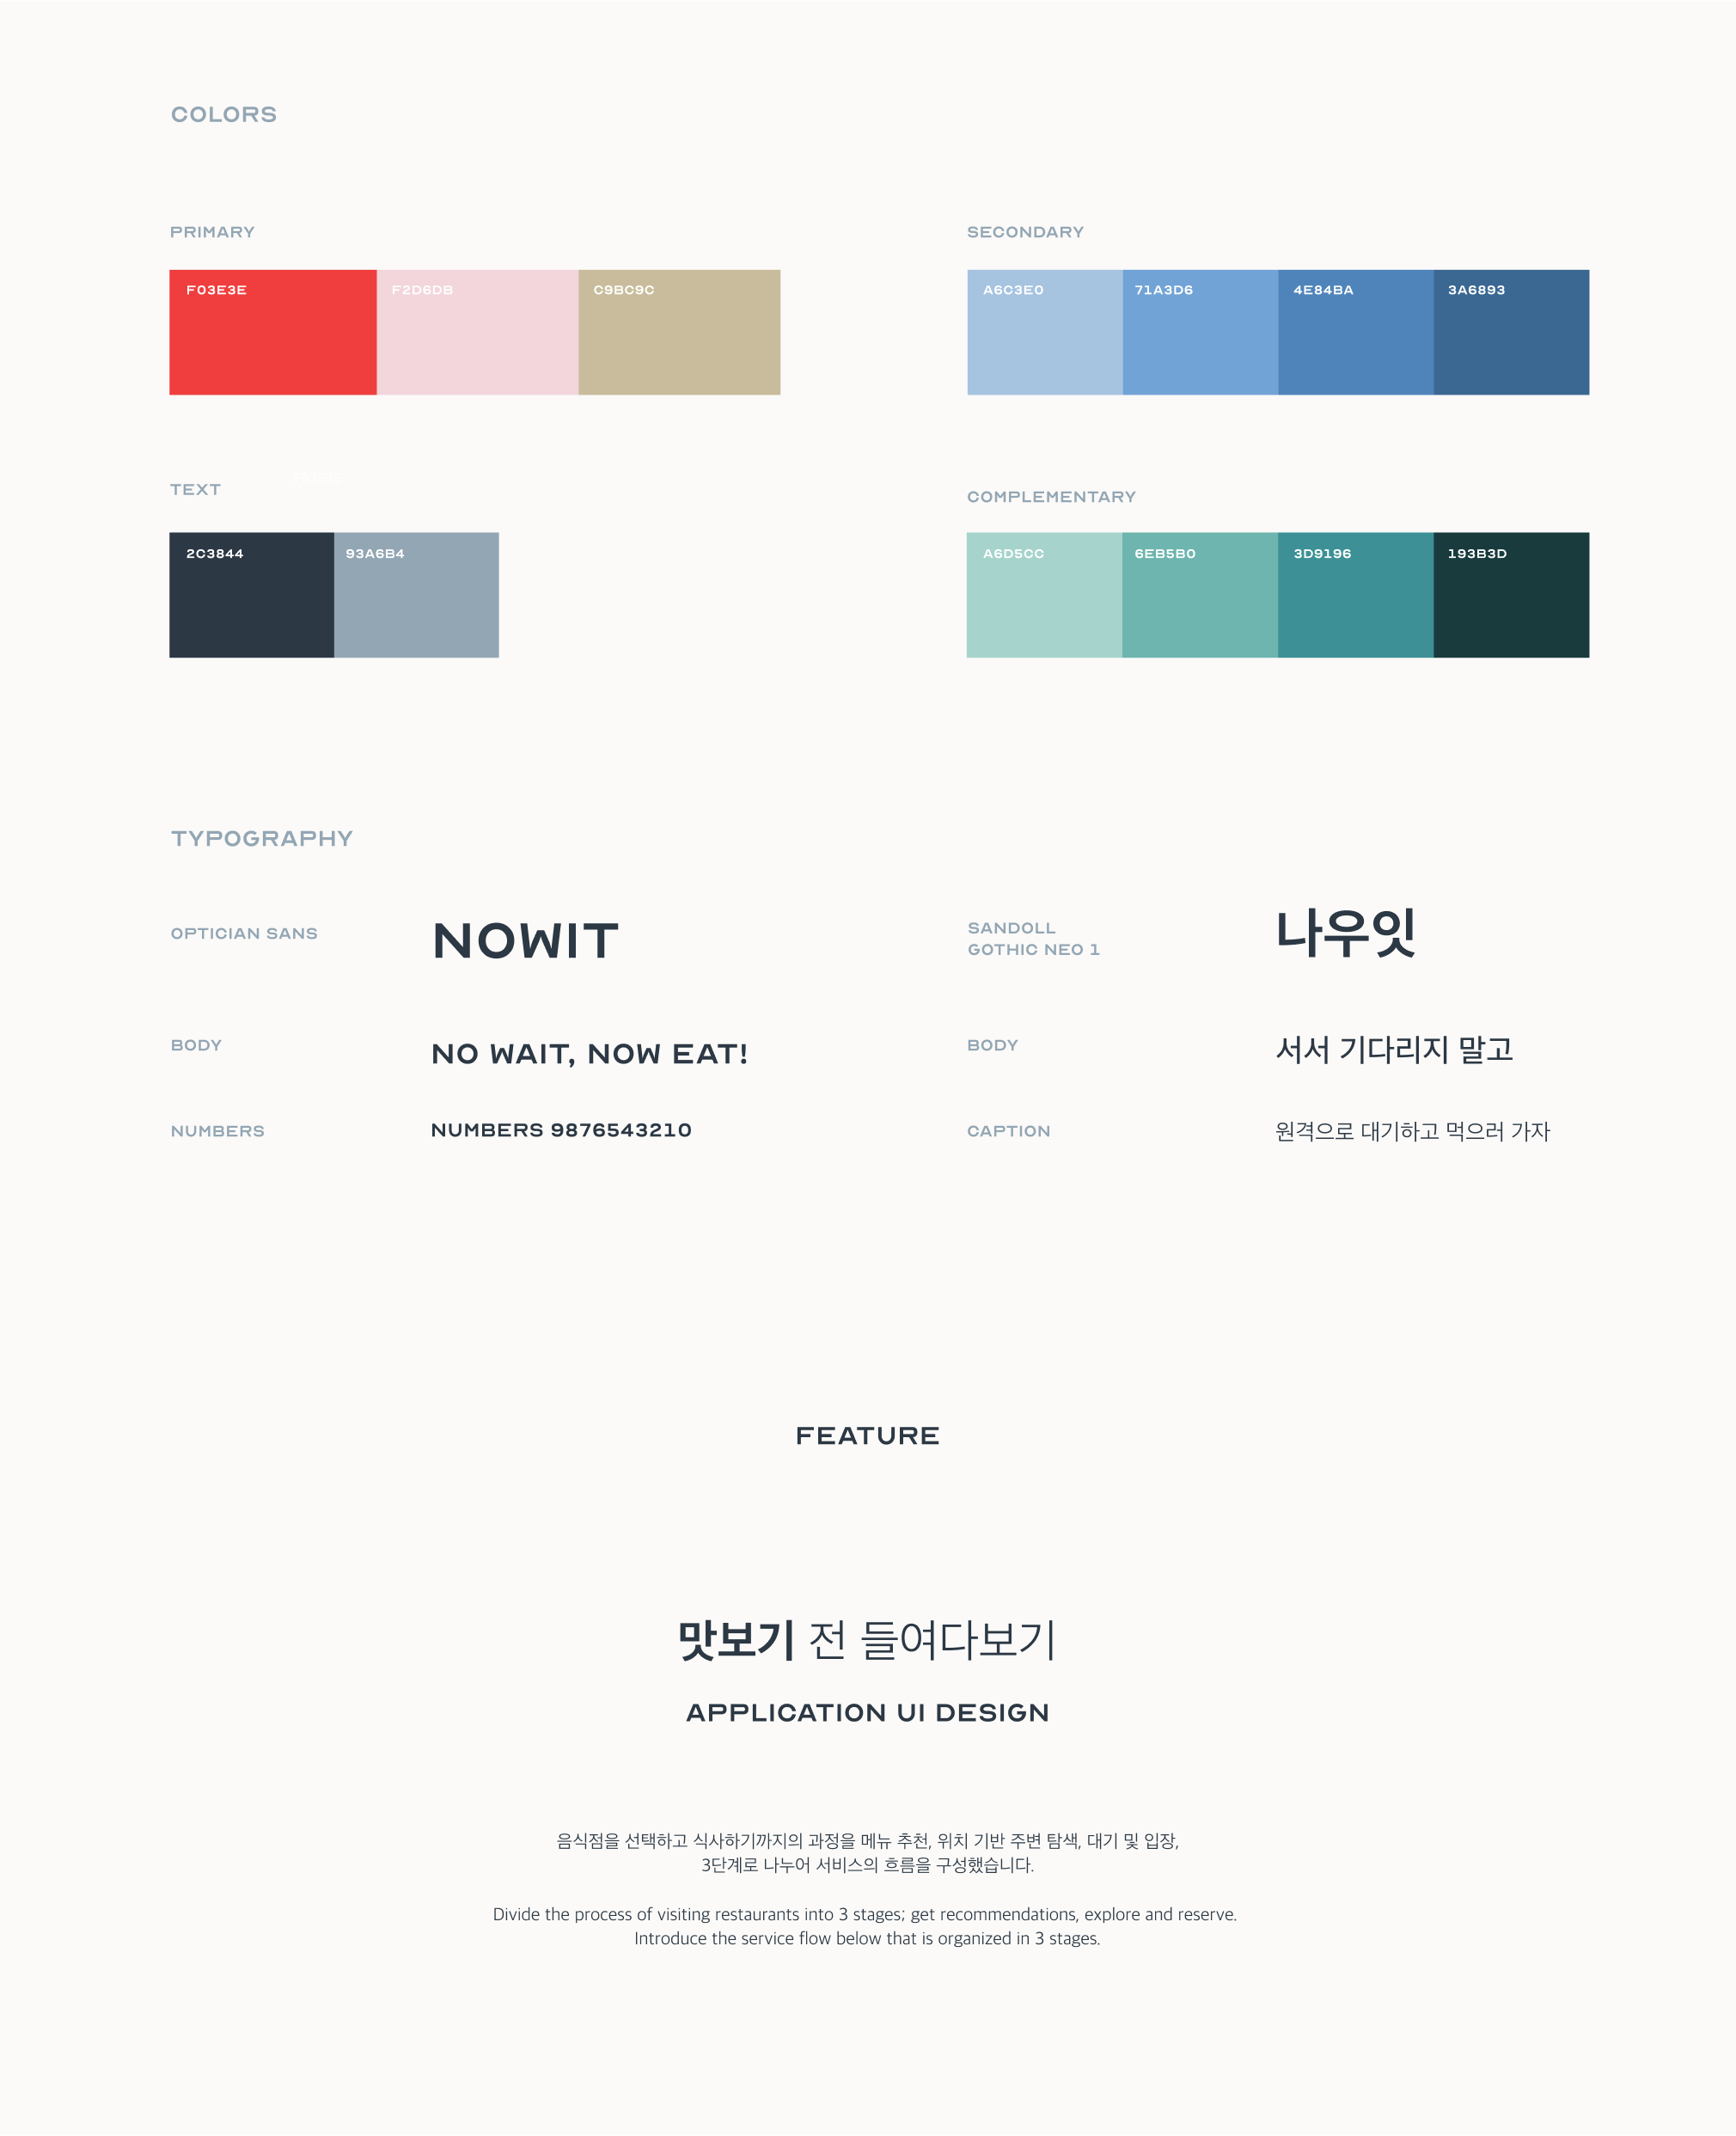 COLORS
PRIMARY
F03E3E F2D6DB C9BC9C
SECONDARY
A6C3E0 71A3D6 4E84BA 3A6893
TEXT
2C3844 93A6B4
COMPLEMENTARY
A6D5CC 6EB5B0 3D9196 193B3D
TYPOGRAPHY
OPTICIAN SANS
NOWIT
BODY
NO WAIT, NOW EAT!
NUMBERS
NUMBERS 9876543210
SANDOLL
GOTHIC NEO 1
나우잇
BODY
서서 기다리지 말고
CAPTION
원격으로 대기하고 먹으러 가자
FEATURE
맛보기 전 들여다보기
APPLICATION UI DESIGN
음식점을 선택하고 식사하기까지의 과정을 메뉴 추천, 위치 기반 주변 탐색, 대기 및 입장,
3단계로 나누어 서비스의 흐름을 구성했습니다.
Divide the process of visiting restaurants into 3 stages; get recommendations, explore and reserve.
Introduce the service flow below that is organized in 3 stages.